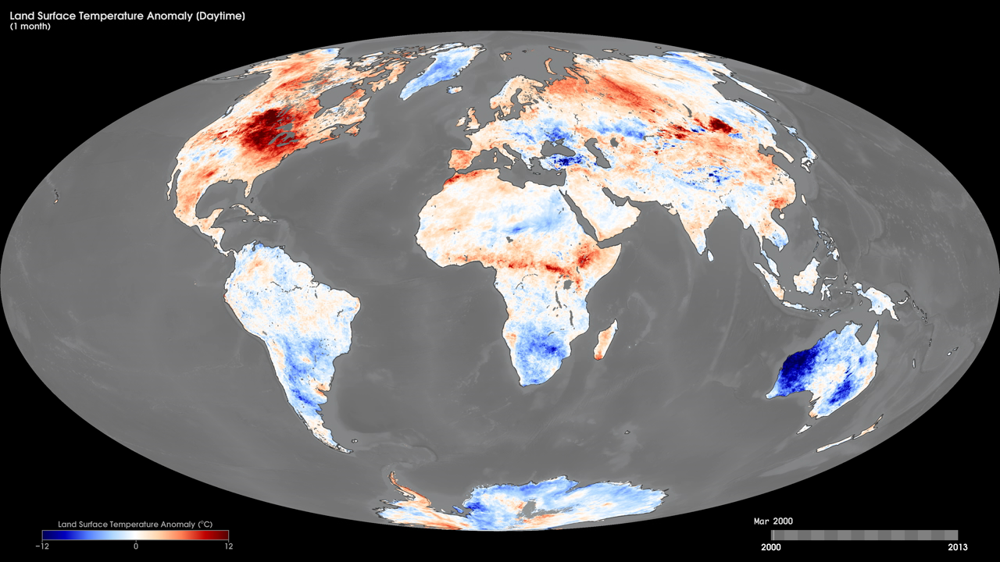 Land Surface Temperature Anomaly (Daytime)
(1 month)
Land Surface Temperature Anomaly (°C)
−12 0 12
Mar 2000
2000 2013